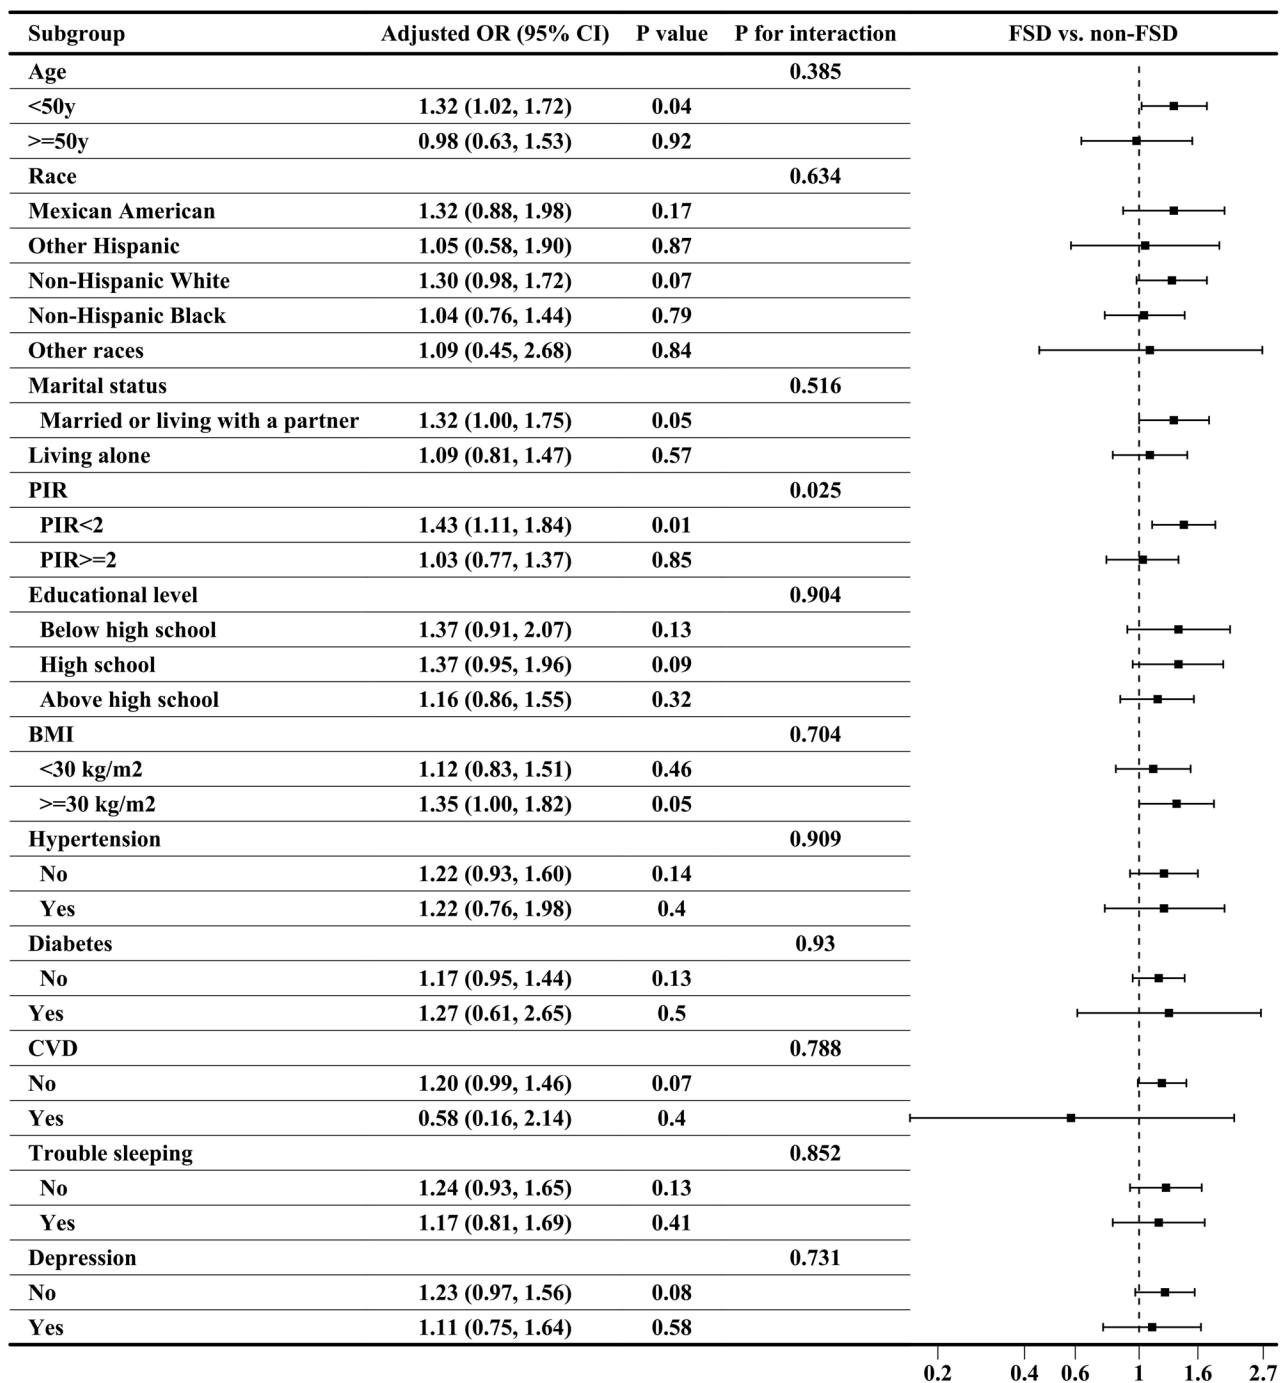 Subgroup Adjusted OR (95% CI) P value P for interaction FSD vs. non-FSD
Age 0.385
<50y 1.32 (1.02, 1.72) 0.04
>=50y 0.98 (0.63, 1.53) 0.92
Race 0.634
Mexican American 1.32 (0.88, 1.98) 0.17
Other Hispanic 1.05 (0.58, 1.90) 0.87
Non-Hispanic White 1.30 (0.98, 1.72) 0.07
Non-Hispanic Black 1.04 (0.76, 1.44) 0.79
Other races 1.09 (0.45, 2.68) 0.84
Marital status 0.516
Married or living with a partner 1.32 (1.00, 1.75) 0.05
Living alone 1.09 (0.81, 1.47) 0.57
PIR 0.025
PIR<2 1.43 (1.11, 1.84) 0.01
PIR>=2 1.03 (0.77, 1.37) 0.85
Educational level 0.904
Below high school 1.37 (0.91, 2.07) 0.13
High school 1.37 (0.95, 1.96) 0.09
Above high school 1.16 (0.86, 1.55) 0.32
BMI 0.704
<30 kg/m2 1.12 (0.83, 1.51) 0.46
>=30 kg/m2 1.35 (1.00, 1.82) 0.05
Hypertension 0.909
No 1.22 (0.93, 1.60) 0.14
Yes 1.22 (0.76, 1.98) 0.4
Diabetes 0.93
No 1.17 (0.95, 1.44) 0.13
Yes 1.27 (0.61, 2.65) 0.5
CVD 0.788
No 1.20 (0.99, 1.46) 0.07
Yes 0.58 (0.16, 2.14) 0.4
Trouble sleeping 0.852
No 1.24 (0.93, 1.65) 0.13
Yes 1.17 (0.81, 1.69) 0.41
Depression 0.731
No 1.23 (0.97, 1.56) 0.08
Yes 1.11 (0.75, 1.64) 0.58
0.2 0.4 0.6 1 1.6 2.7